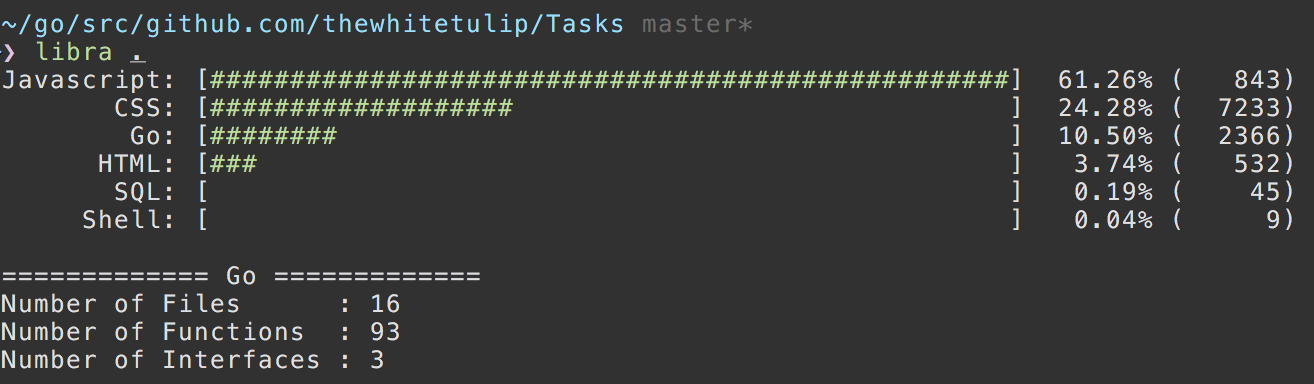 ~/go/src/github.com/thewhitetulip/Tasks master*
❯ libra .
Javascript: [##################################################] 61.26% ( 843)
CSS: [################### ] 24.28% ( 7233)
Go: [######## ] 10.50% ( 2366)
HTML: [### ] 3.74% ( 532)
SQL: [ ] 0.19% ( 45)
Shell: [ ] 0.04% ( 9)
============= Go =============
Number of Files : 16
Number of Functions : 93
Number of Interfaces : 3